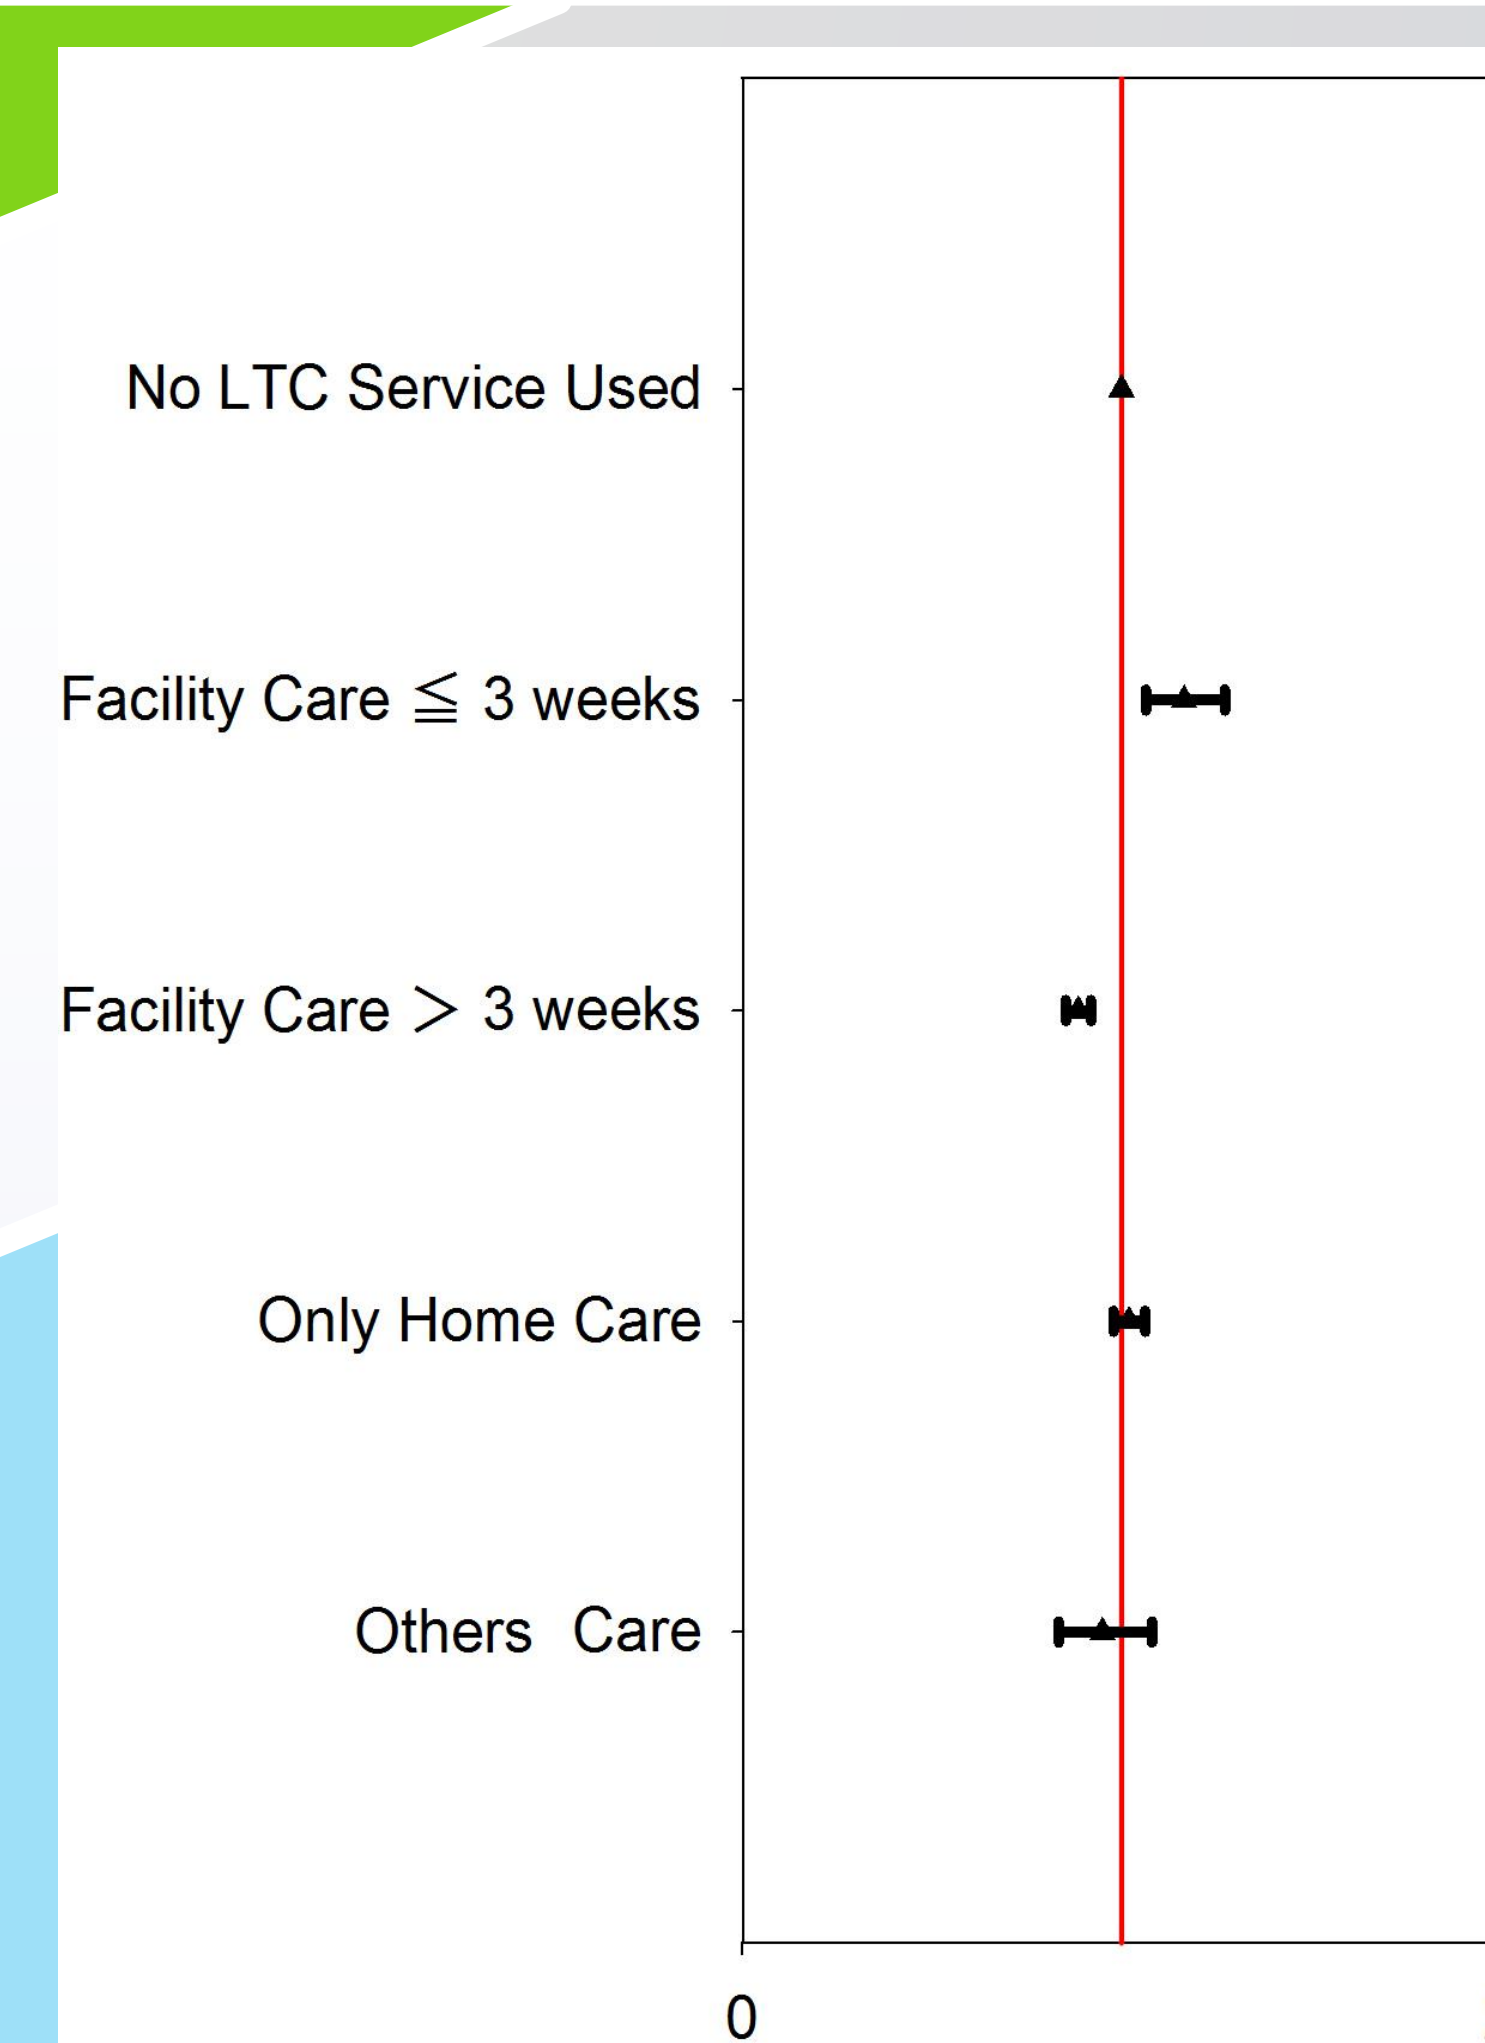 No LTC Service Used
Facility Care ≦ 3 weeks
Facility Care ＞ 3 weeks
Only Home Care
Others Care
0